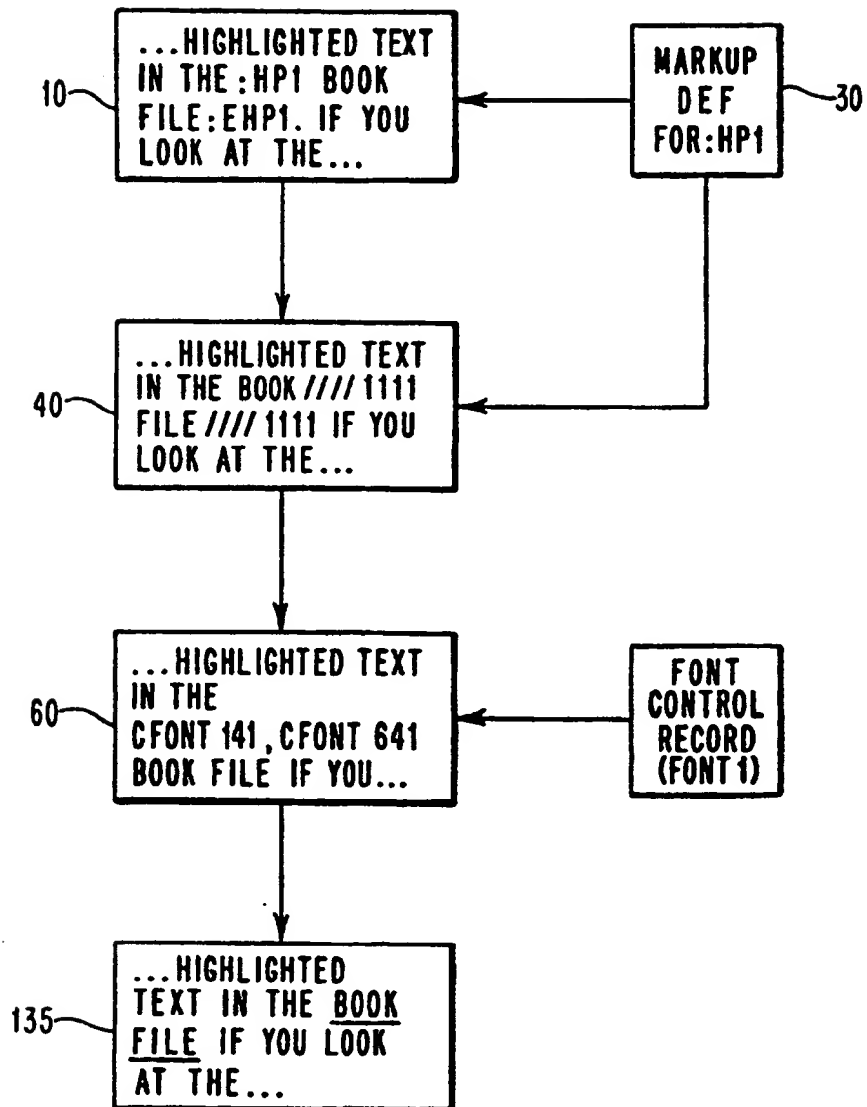 ...HIGHLIGHTED TEXT
IN THE :HP1 BOOK
FILE:EHP1. IF YOU
LOOK AT THE...
10
MARKUP
DEF
FOR:HP1
30
...HIGHLIGHTED TEXT
IN THE BOOK //// 1111
FILE //// 1111 IF YOU
LOOK AT THE...
40
...HIGHLIGHTED TEXT
IN THE
CFONT 141, CFONT 641
BOOK FILE IF YOU...
60
FONT
CONTROL
RECORD
(FONT 1)
...HIGHLIGHTED
TEXT IN THE BOOK
FILE IF YOU LOOK
AT THE...
135